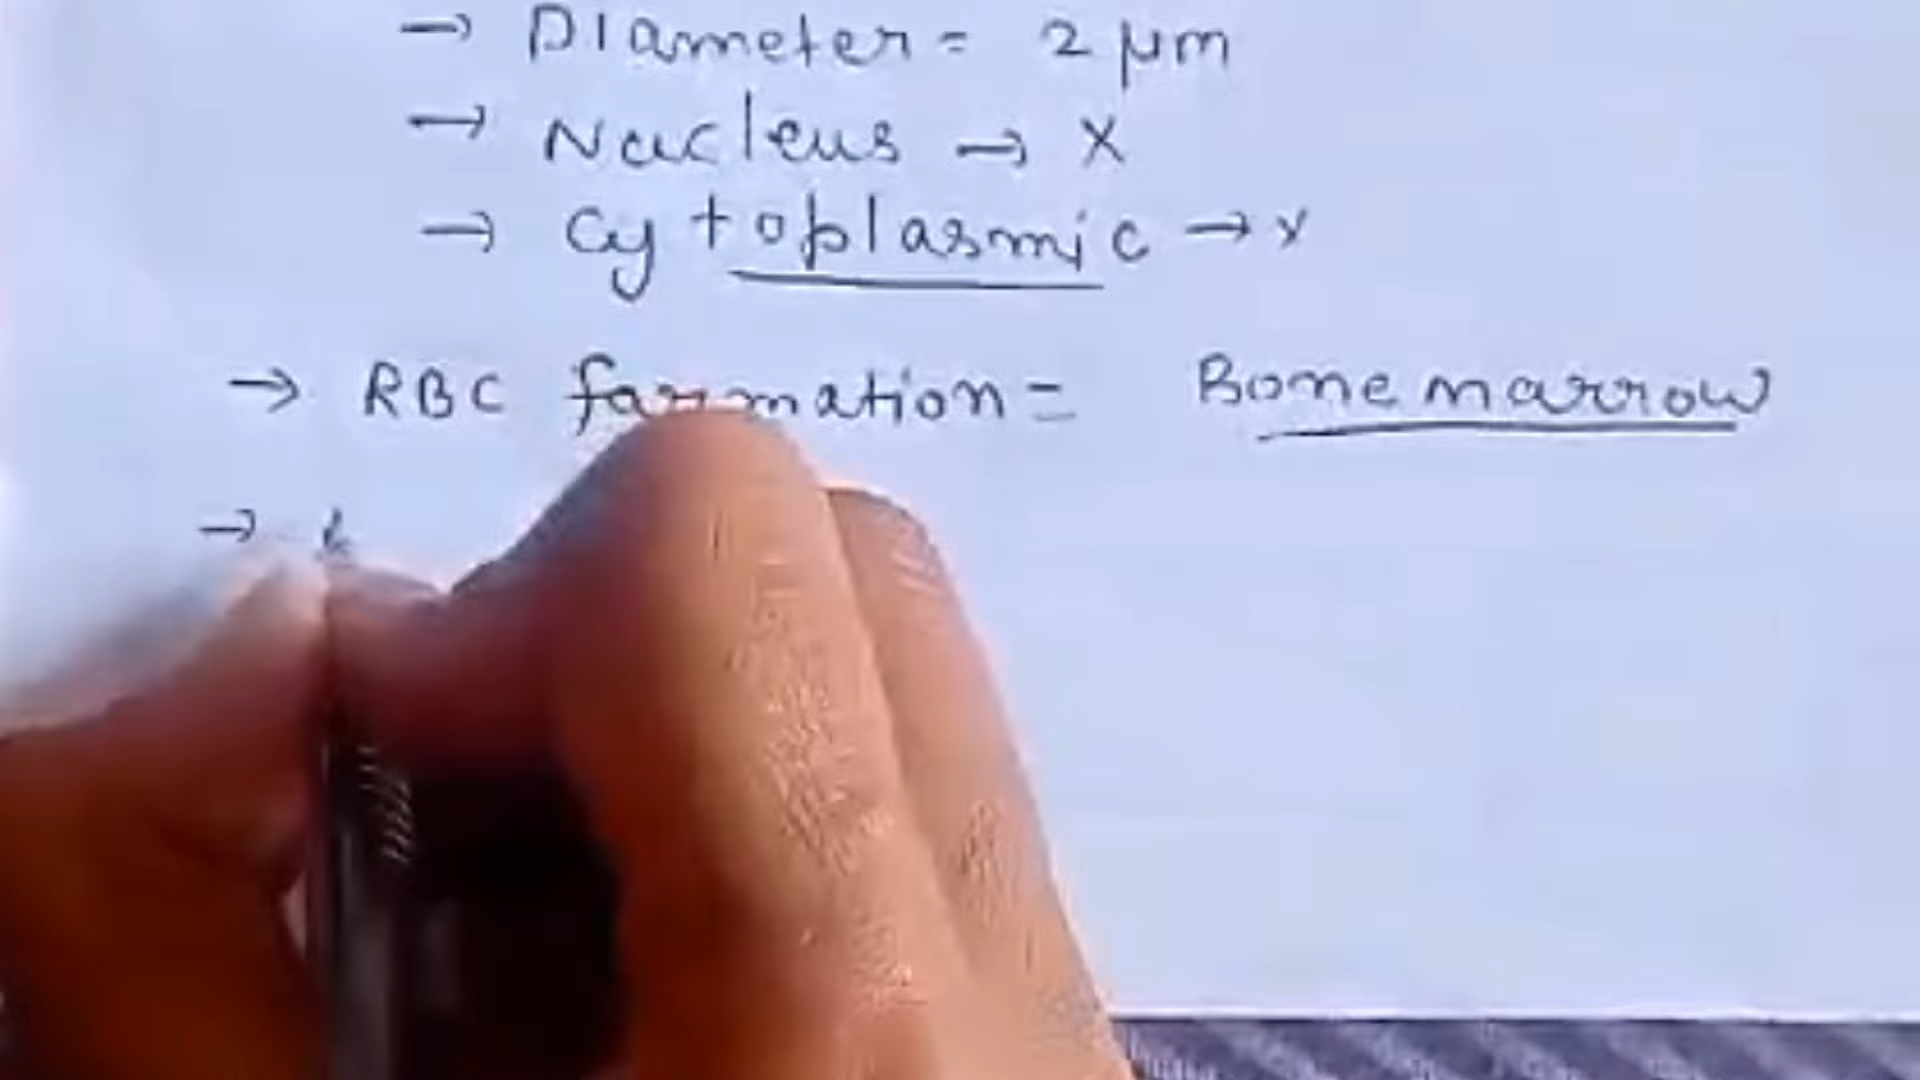 → Diameter = 2 μm
→ Nucleus → X
→ Cytoplasmic → x
→ RBC formation = Bone marrow
→